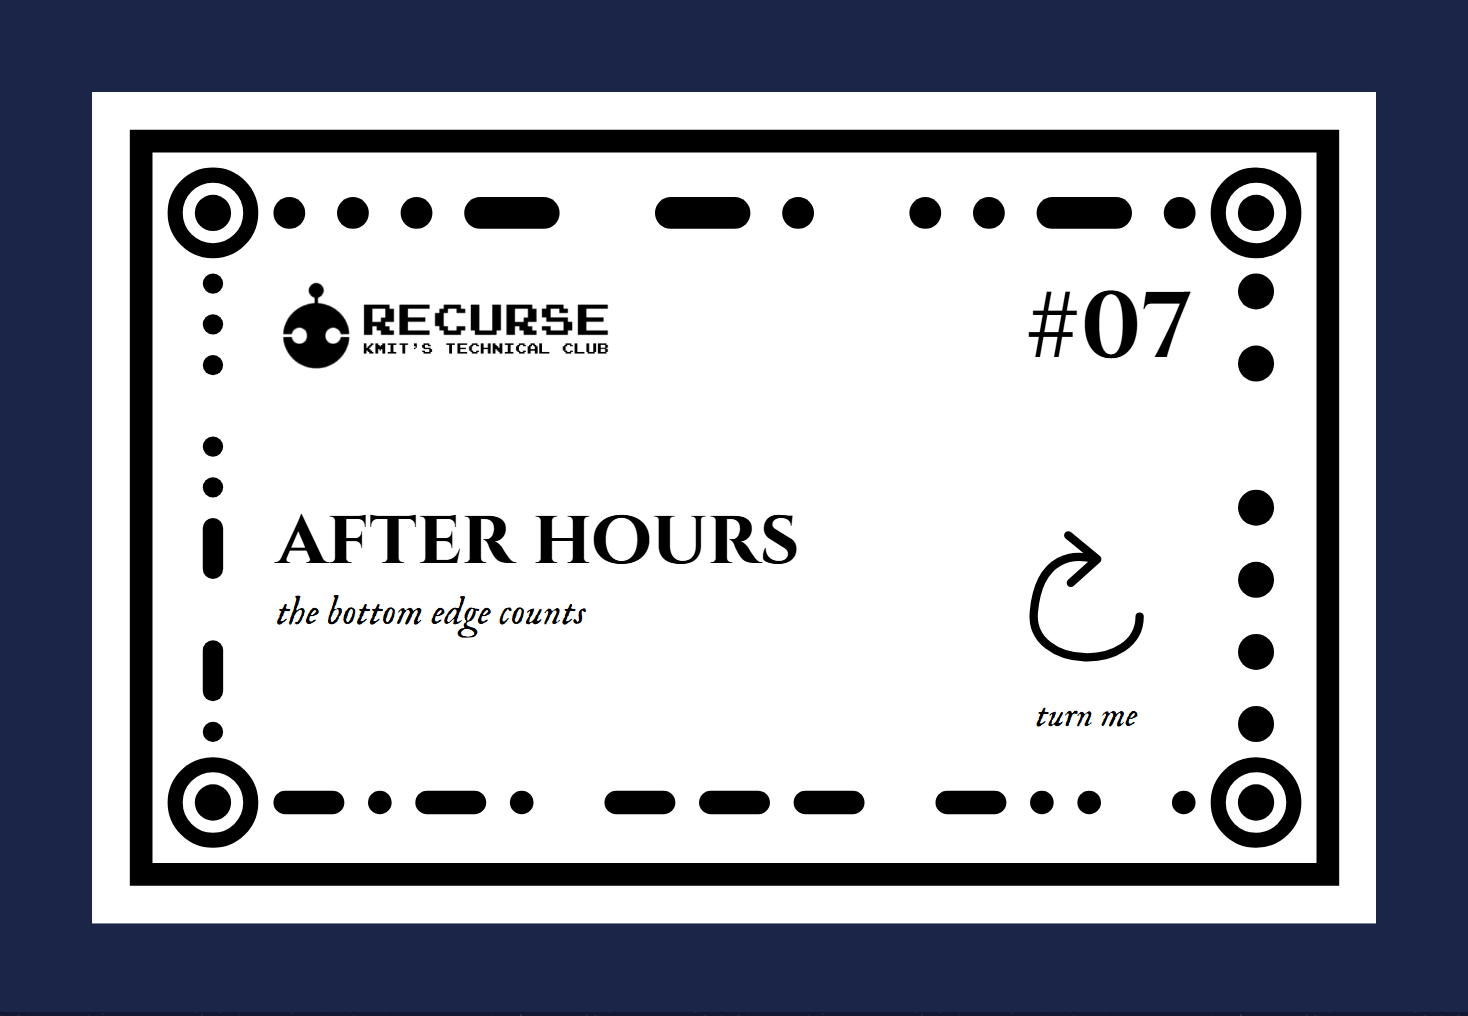 RECURSE
KMIT'S TECHNICAL CLUB
#07
AFTER HOURS
the bottom edge counts
turn me